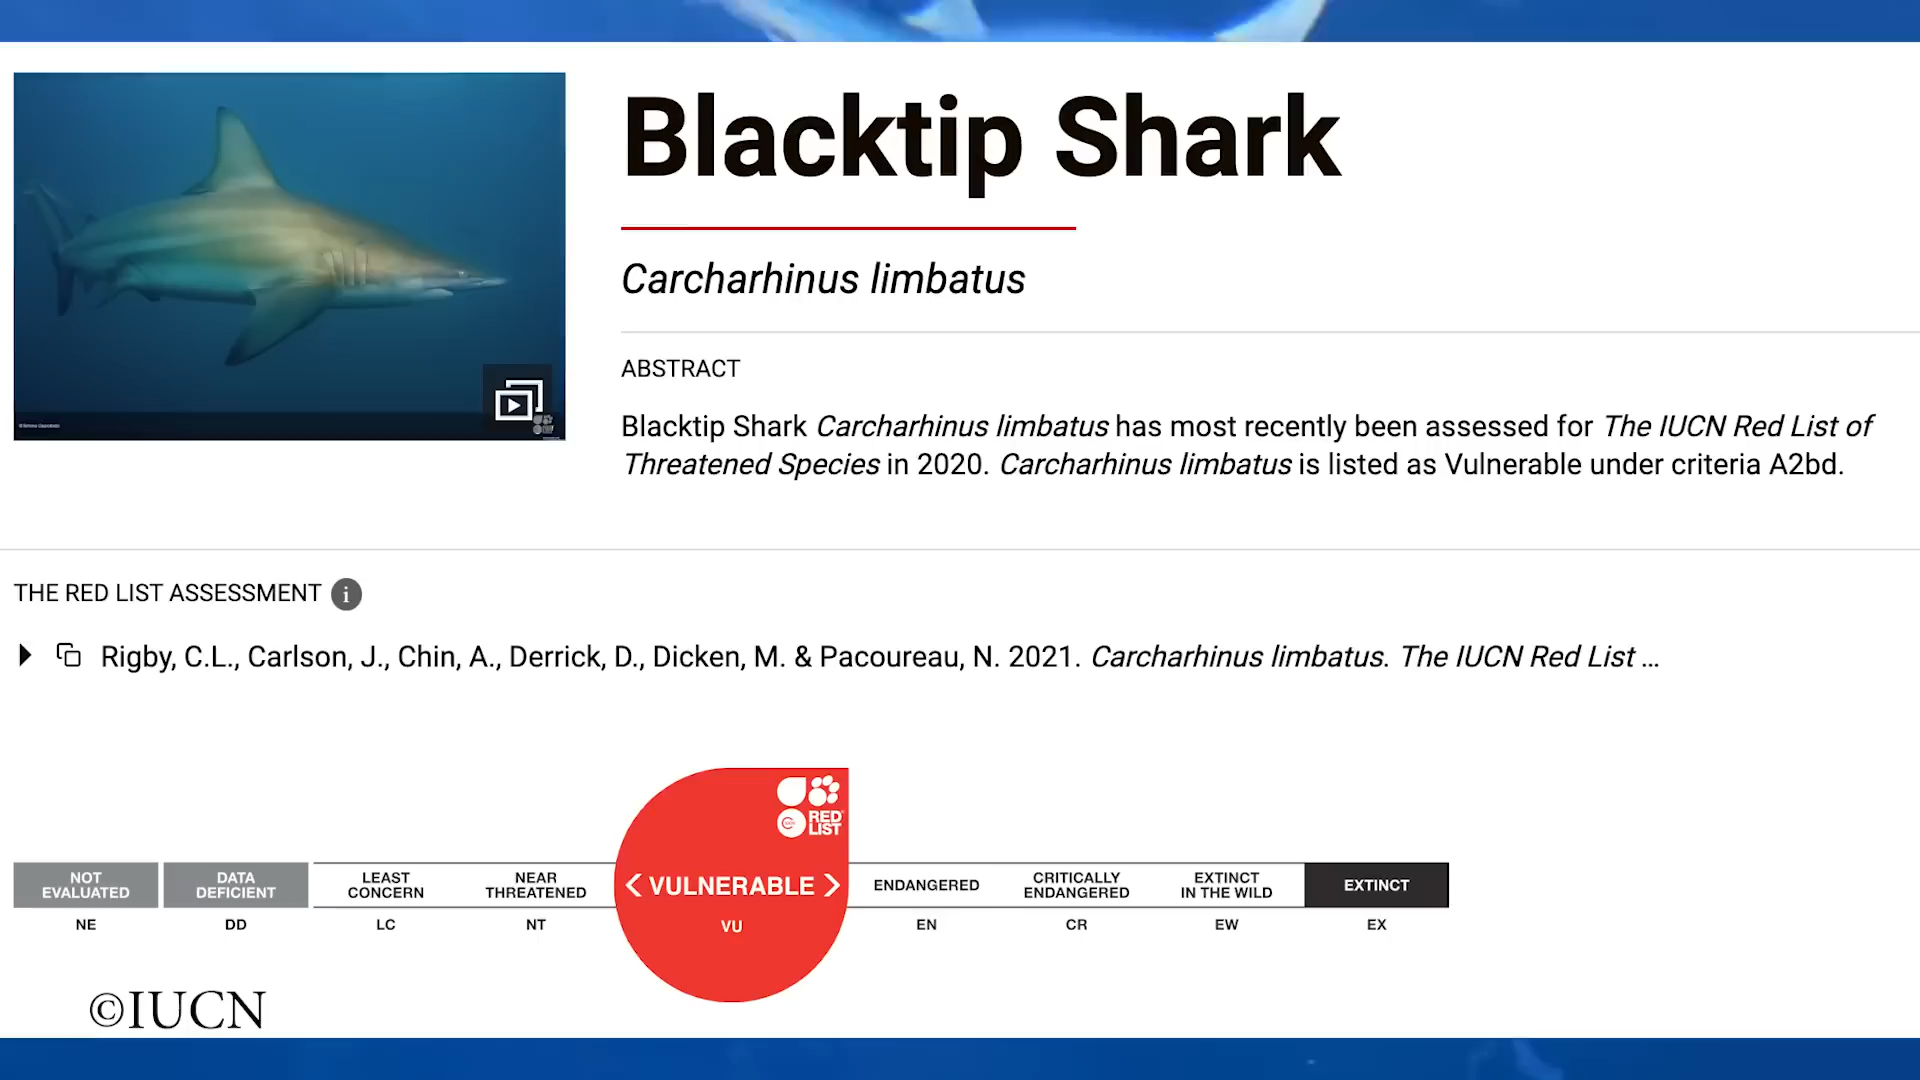 Blacktip Shark
Carcharhinus limbatus
ABSTRACT
Blacktip Shark Carcharhinus limbatus has most recently been assessed for The IUCN Red List of
Threatened Species in 2020. Carcharhinus limbatus is listed as Vulnerable under criteria A2bd.
THE RED LIST ASSESSMENT i
Rigby, C.L., Carlson, J., Chin, A., Derrick, D., Dicken, M. & Pacoureau, N. 2021. Carcharhinus limbatus. The IUCN Red List ...
RED
LIST
NOT
EVALUATED
NE
DATA
DEFICIENT
DD
LEAST
CONCERN
LC
NEAR
THREATENED
NT
< VULNERABLE >
VU
ENDANGERED
EN
CRITICALLY
ENDANGERED
CR
EXTINCT
IN THE WILD
EW
EXTINCT
EX
©IUCN